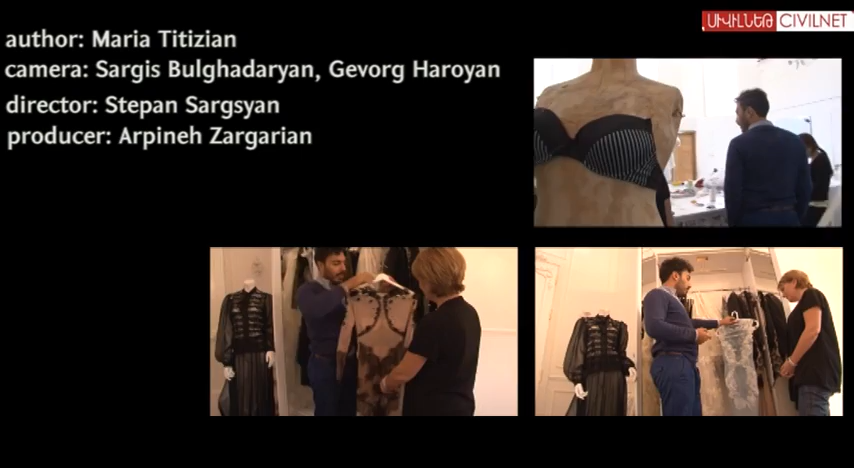 ՍԻՎԻԼՆԵԹ CIVILNET
author: Maria Titizian
camera: Sargis Bulghadaryan, Gevorg Haroyan
director: Stepan Sargsyan
producer: Arpineh Zargarian